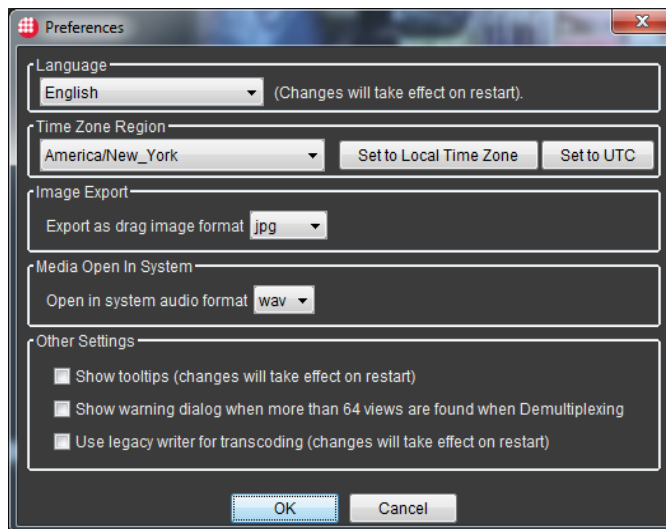 Preferences
Language
English (Changes will take effect on restart).
Time Zone Region
America/New_York Set to Local Time Zone Set to UTC
Image Export
Export as drag image format jpg
Media Open In System
Open in system audio format wav
Other Settings
Show tooltips (changes will take effect on restart)
Show warning dialog when more than 64 views are found when Demultiplexing
Use legacy writer for transcoding (changes will take effect on restart)
OK Cancel